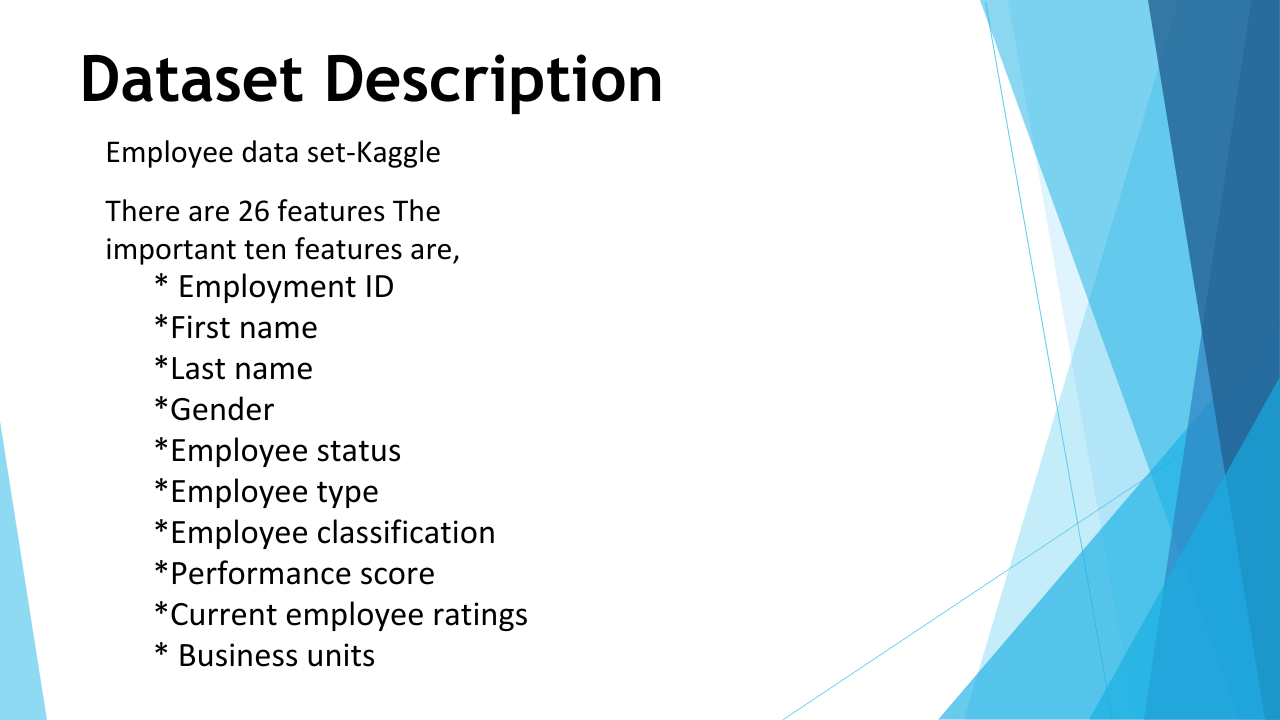 Dataset Description
Employee data set-Kaggle
There are 26 features The
important ten features are,
* Employment ID
*First name
*Last name
*Gender
*Employee status
*Employee type
*Employee classification
*Performance score
*Current employee ratings
* Business units